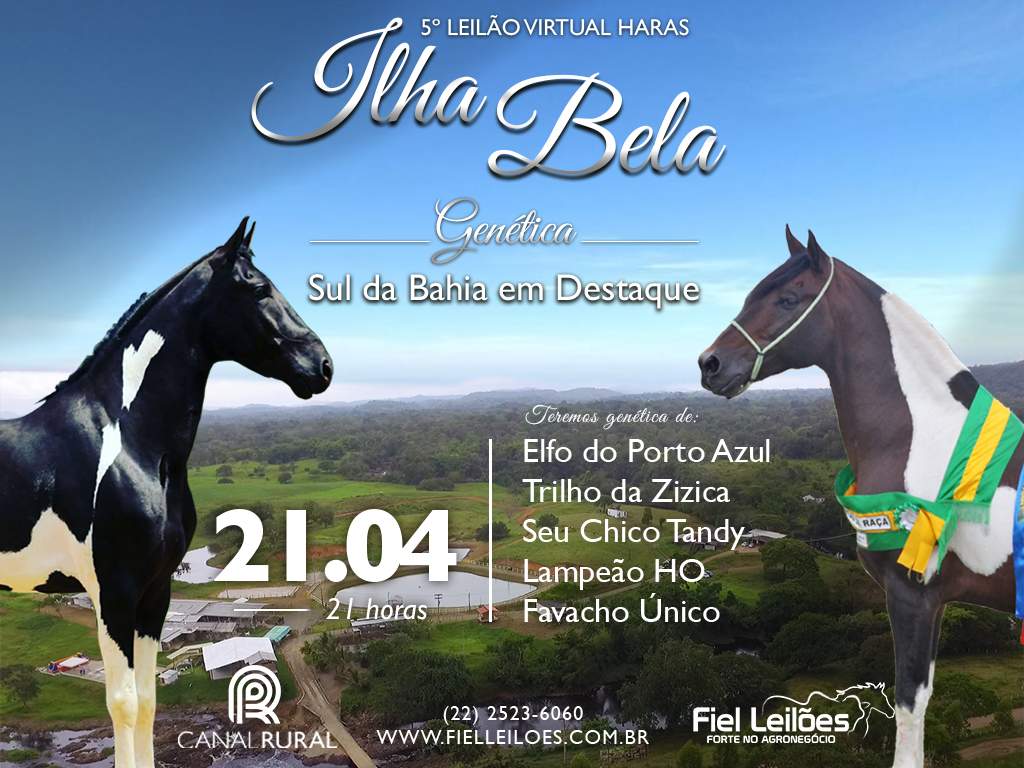 5º LEILÃO VIRTUAL HARAS
Ilha Bela
Genética
Sul da Bahia em Destaque
Teremos genética de:
Elfo do Porto Azul
Trilho da Zizica
Seu Chico Tandy
Lampeão HO
Favacho Único
21.04
21 horas
RAÇA
CANAL RURAL
(22) 2523-6060
WWW.FIELLEILOES.COM.BR
Fiel Leilões
FORTE NO AGRONEGÓCIO